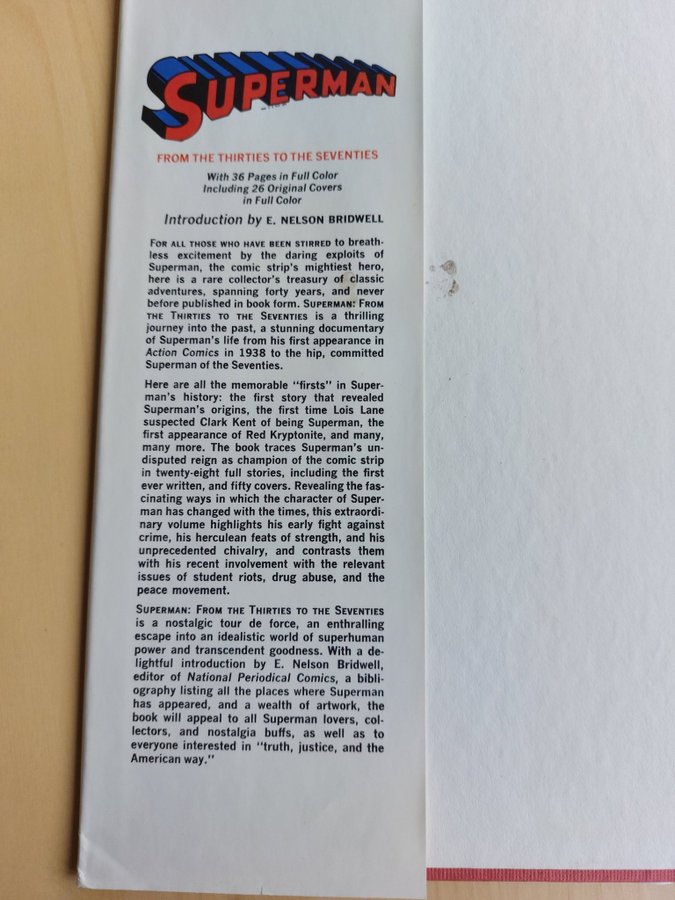 SUPERMAN
FROM THE THIRTIES TO THE SEVENTIES
With 36 Pages in Full Color
Including 26 Original Covers
in Full Color
Introduction by E. NELSON BRIDWELL
FOR ALL THOSE WHO HAVE BEEN STIRRED to breath-
less excitement by the daring exploits of
Superman, the comic strip's mightiest hero,
here is a rare collector's treasury of classic
adventures, spanning forty years, and never
before published in book form. SUPERMAN: FROM
THE THIRTIES TO THE SEVENTIES is a thrilling
journey into the past, a stunning documentary
of Superman's life from his first appearance in
Action Comics in 1938 to the hip, committed
Superman of the Seventies.
Here are all the memorable "firsts" in Super-
man's history: the first story that revealed
Superman's origins, the first time Lois Lane
suspected Clark Kent of being Superman, the
first appearance of Red Kryptonite, and many,
many more. The book traces Superman's un-
disputed reign as champion of the comic strip
in twenty-eight full stories, including the first
ever written, and fifty covers. Revealing the fas-
cinating ways in which the character of Super-
man has changed with the times, this extraordi-
nary volume highlights his early fight against
crime, his herculean feats of strength, and his
unprecedented chivalry, and contrasts them
with his recent involvement with the relevant
issues of student riots, drug abuse, and the
peace movement.
SUPERMAN: FROM THE THIRTIES TO THE SEVENTIES
is a nostalgic tour de force, an enthralling
escape into an idealistic world of superhuman
power and transcendent goodness. With a de-
lightful introduction by E. Nelson Bridwell,
editor of National Periodical Comics, a bibli-
ography listing all the places where Superman
has appeared, and a wealth of artwork, the
book will appeal to all Superman lovers, col-
lectors, and nostalgia buffs, as well as to
everyone interested in "truth, justice, and the
American way."